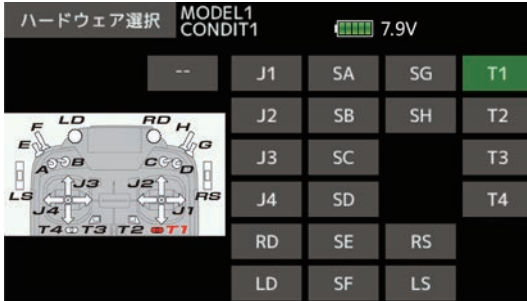 ハードウェア選択 MODEL1
CONDIT1 7.9V
-- J1 SA SG T1
J2 SB SH T2
J3 SC T3
J4 SD T4
RD SE RS
LD SF LS
LD RD
F H
E G
A B C D
J3 J2
LS RS
J4 J1
T4 T3 T2 T1